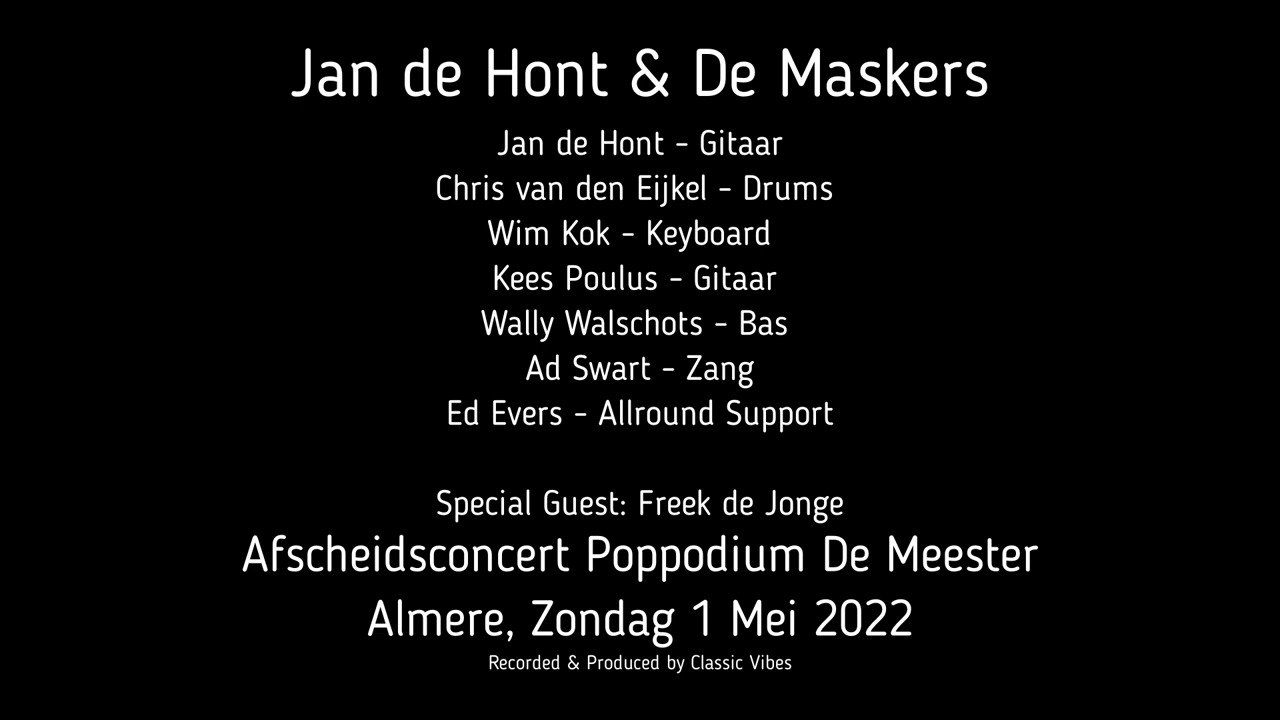 Jan de Hont & De Maskers
Jan de Hont - Gitaar
Chris van den Eijkel - Drums
Wim Kok - Keyboard
Kees Poulus - Gitaar
Wally Walschots - Bas
Ad Swart - Zang
Ed Evers - Allround Support
Special Guest: Freek de Jonge
Afscheidsconcert Poppodium De Meester
Almere, Zondag 1 Mei 2022
Recorded & Produced by Classic Vibes